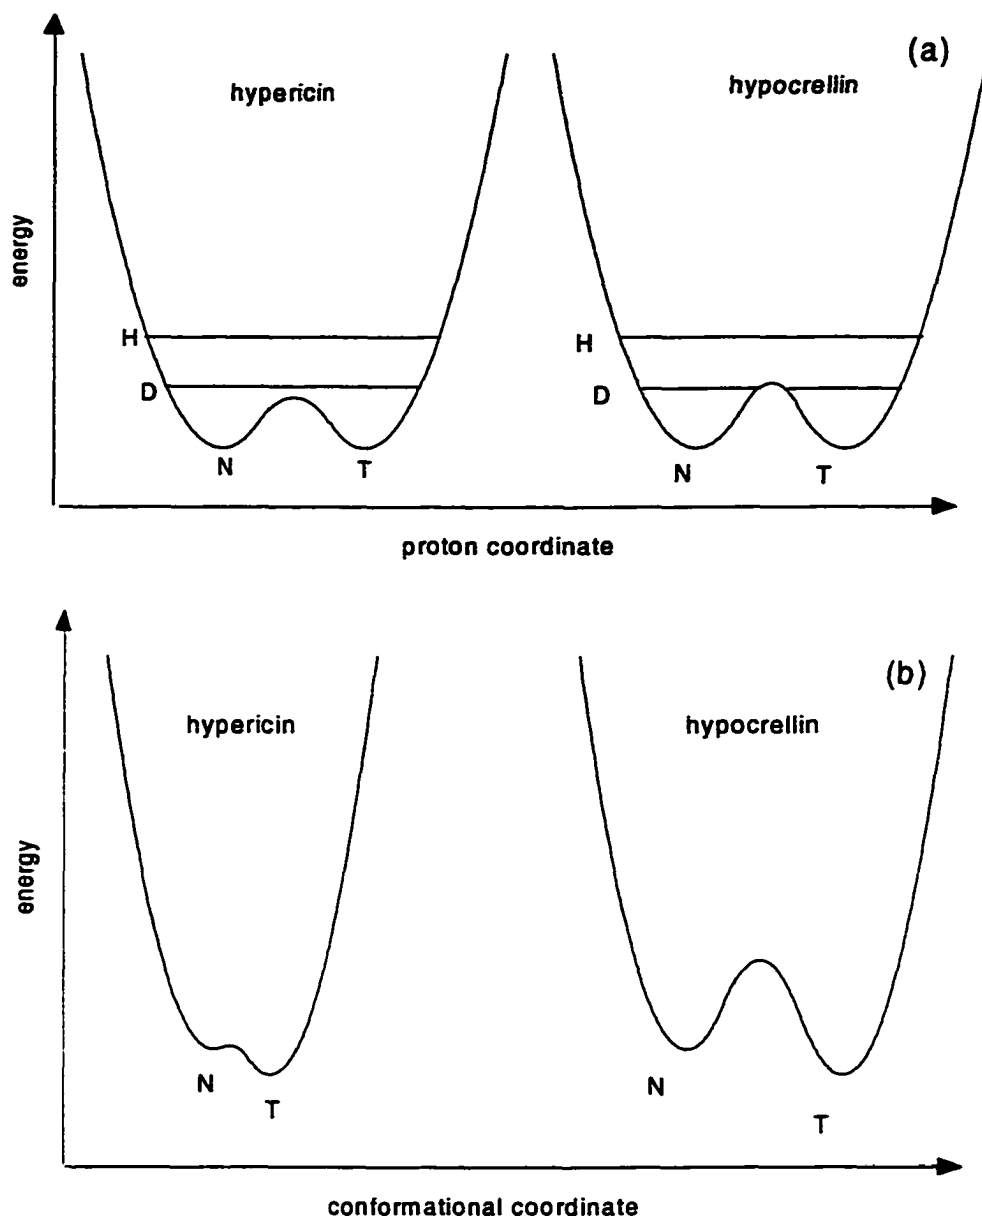 (a)
hypericin
hypocrellin
energy
H
H
D
D
N
T
N
T
proton coordinate
(b)
hypericin
hypocrellin
energy
N
T
N
T
conformational coordinate